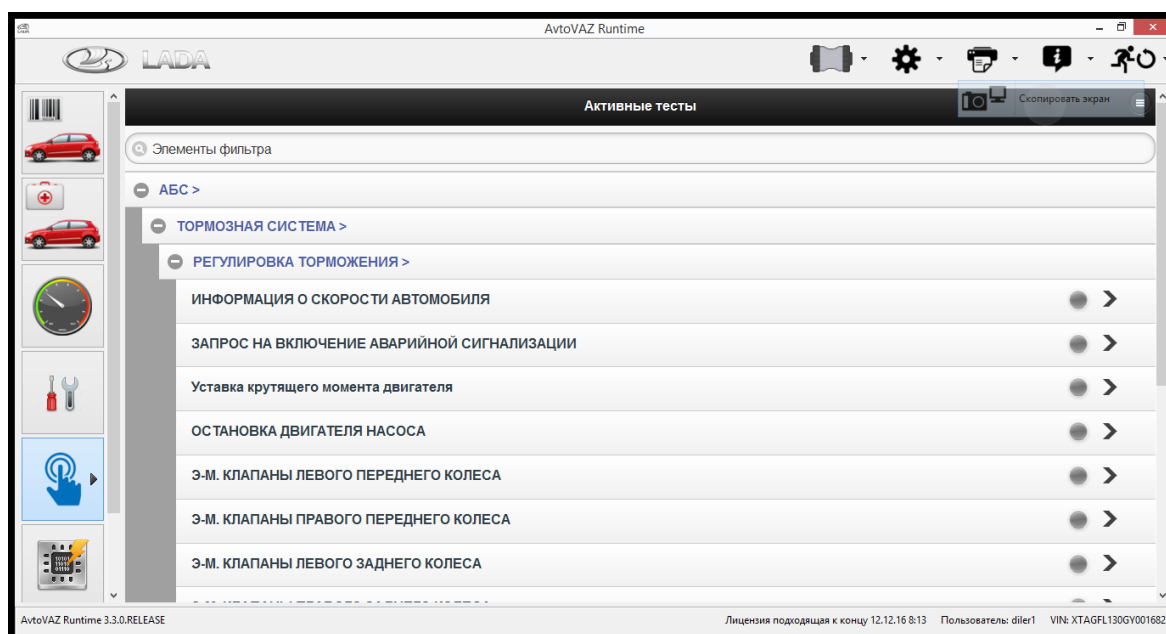 AvtoVAZ Runtime
LADA
Скопировать экран
Активные тесты
Элементы фильтра
АБС >
ТОРМОЗНАЯ СИСТЕМА >
РЕГУЛИРОВКА ТОРМОЖЕНИЯ >
ИНФОРМАЦИЯ О СКОРОСТИ АВТОМОБИЛЯ
ЗАПРОС НА ВКЛЮЧЕНИЕ АВАРИЙНОЙ СИГНАЛИЗАЦИИ
Уставка крутящего момента двигателя
ОСТАНОВКА ДВИГАТЕЛЯ НАСОСА
Э-М. КЛАПАНЫ ЛЕВОГО ПЕРЕДНЕГО КОЛЕСА
Э-М. КЛАПАНЫ ПРАВОГО ПЕРЕДНЕГО КОЛЕСА
Э-М. КЛАПАНЫ ЛЕВОГО ЗАДНЕГО КОЛЕСА
AvtoVAZ Runtime 3.3.0.RELEASE
Лицензия подходящая к концу 12.12.16 8:13 Пользователь: diler1 VIN: XTAGFL130GY001682